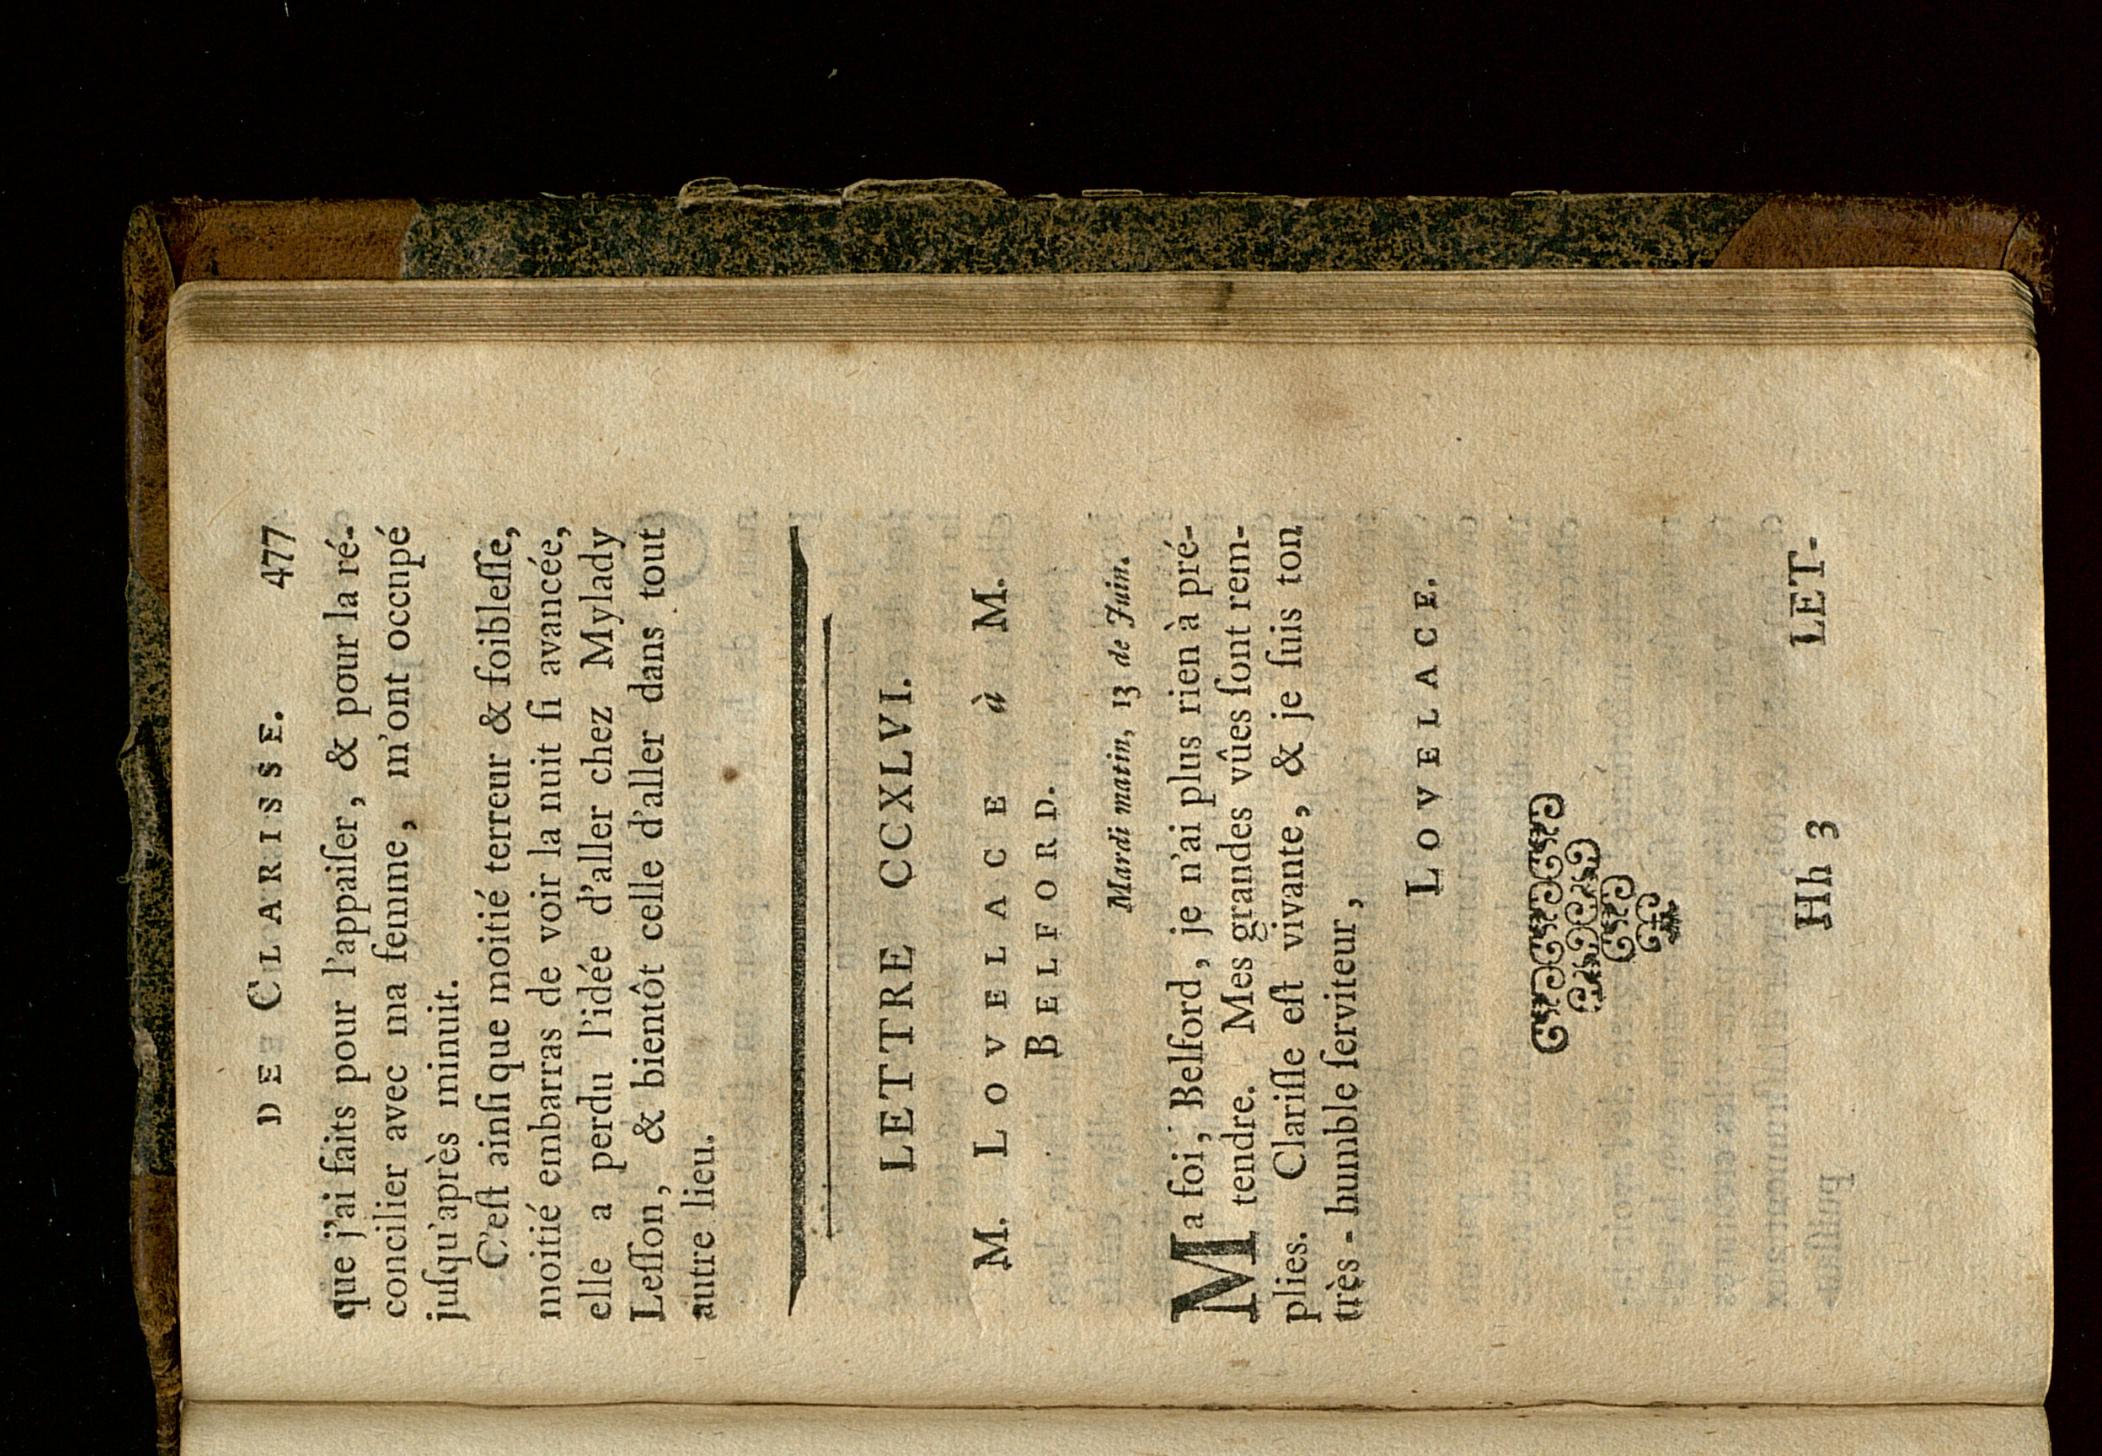 DE CLARISSE. 477
que j'ai faits pour l'appaiſer, & pour la ré-
concilier avec ma femme, m'ont occupé
juſqu'après minuit.
C'eſt ainſi que moitié terreur & foibleſſe,
moitié embarras de voir la nuit ſi avancée,
elle a perdu l'idée d'aller chez Mylady
Leſſon, & bientôt celle d'aller dans tout
autre lieu.
LETTRE CCXLVI.
M. LOVELACE à M.
BELFORD.
Mardi matin, 13 de Juin.
Ma foi, Belford, je n'ai plus rien à pré-
tendre. Mes grandes vûes ſont rem-
plies. Clariſſe eſt vivante, & je ſuis ton
très-humble ſerviteur,
LOVELACE.
Hh 3 LET-